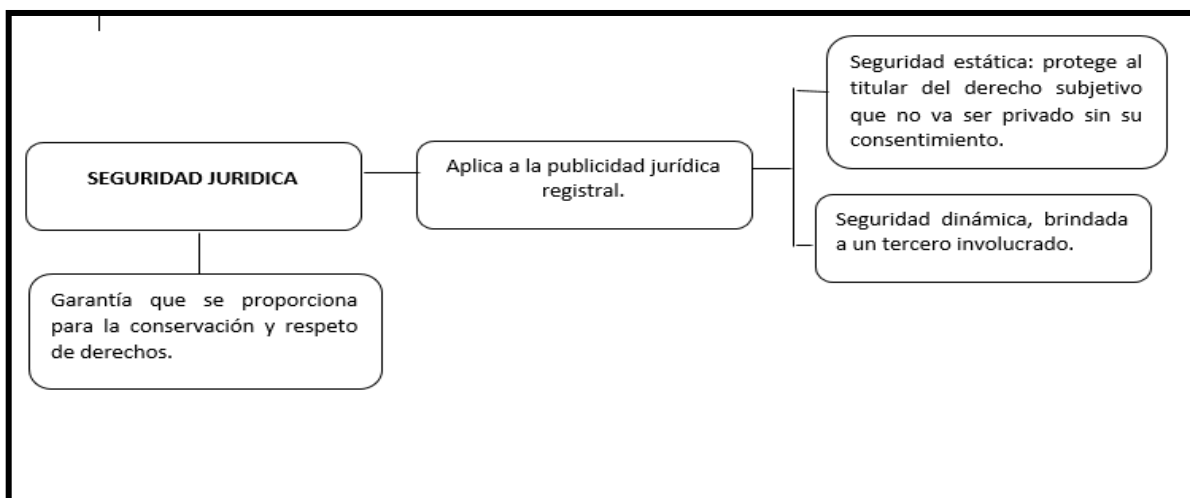 SEGURIDAD JURIDICA
Garantía que se proporciona
para la conservación y respeto
de derechos.
Aplica a la publicidad jurídica
registral.
Seguridad estática: protege al
titular del derecho subjetivo
que no va ser privado sin su
consentimiento.
Seguridad dinámica, brindada
a un tercero involucrado.